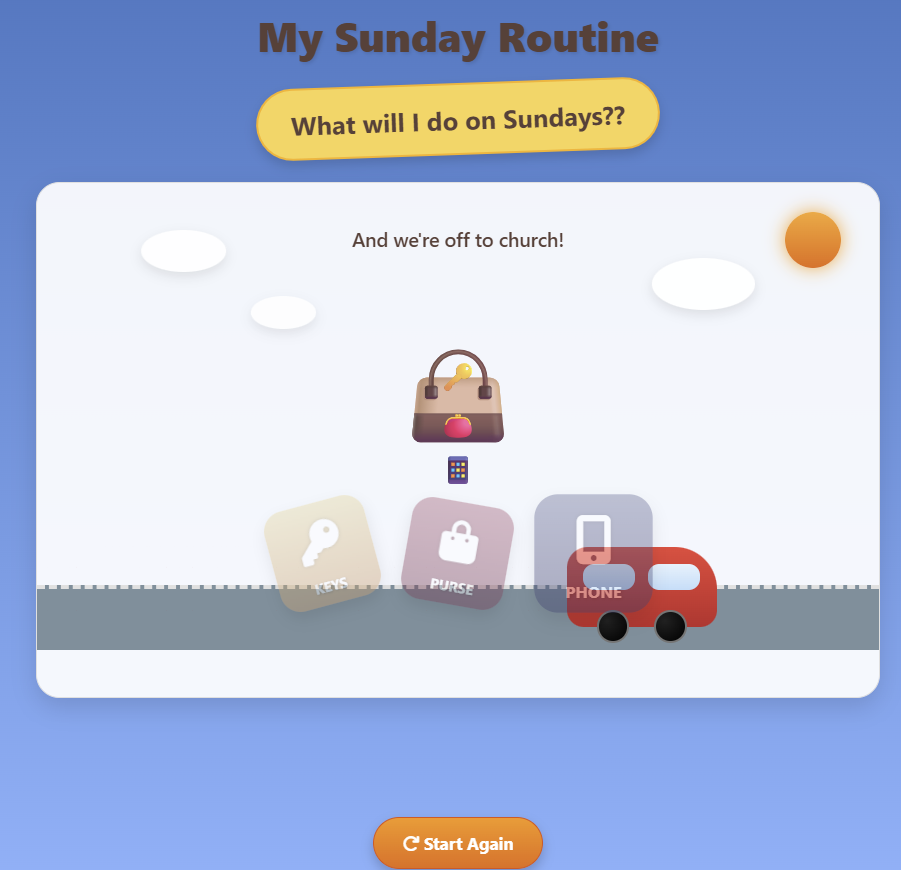 My Sunday Routine
What will I do on Sundays??
And we're off to church!
KEYS
PURSE
PHONE
Start Again